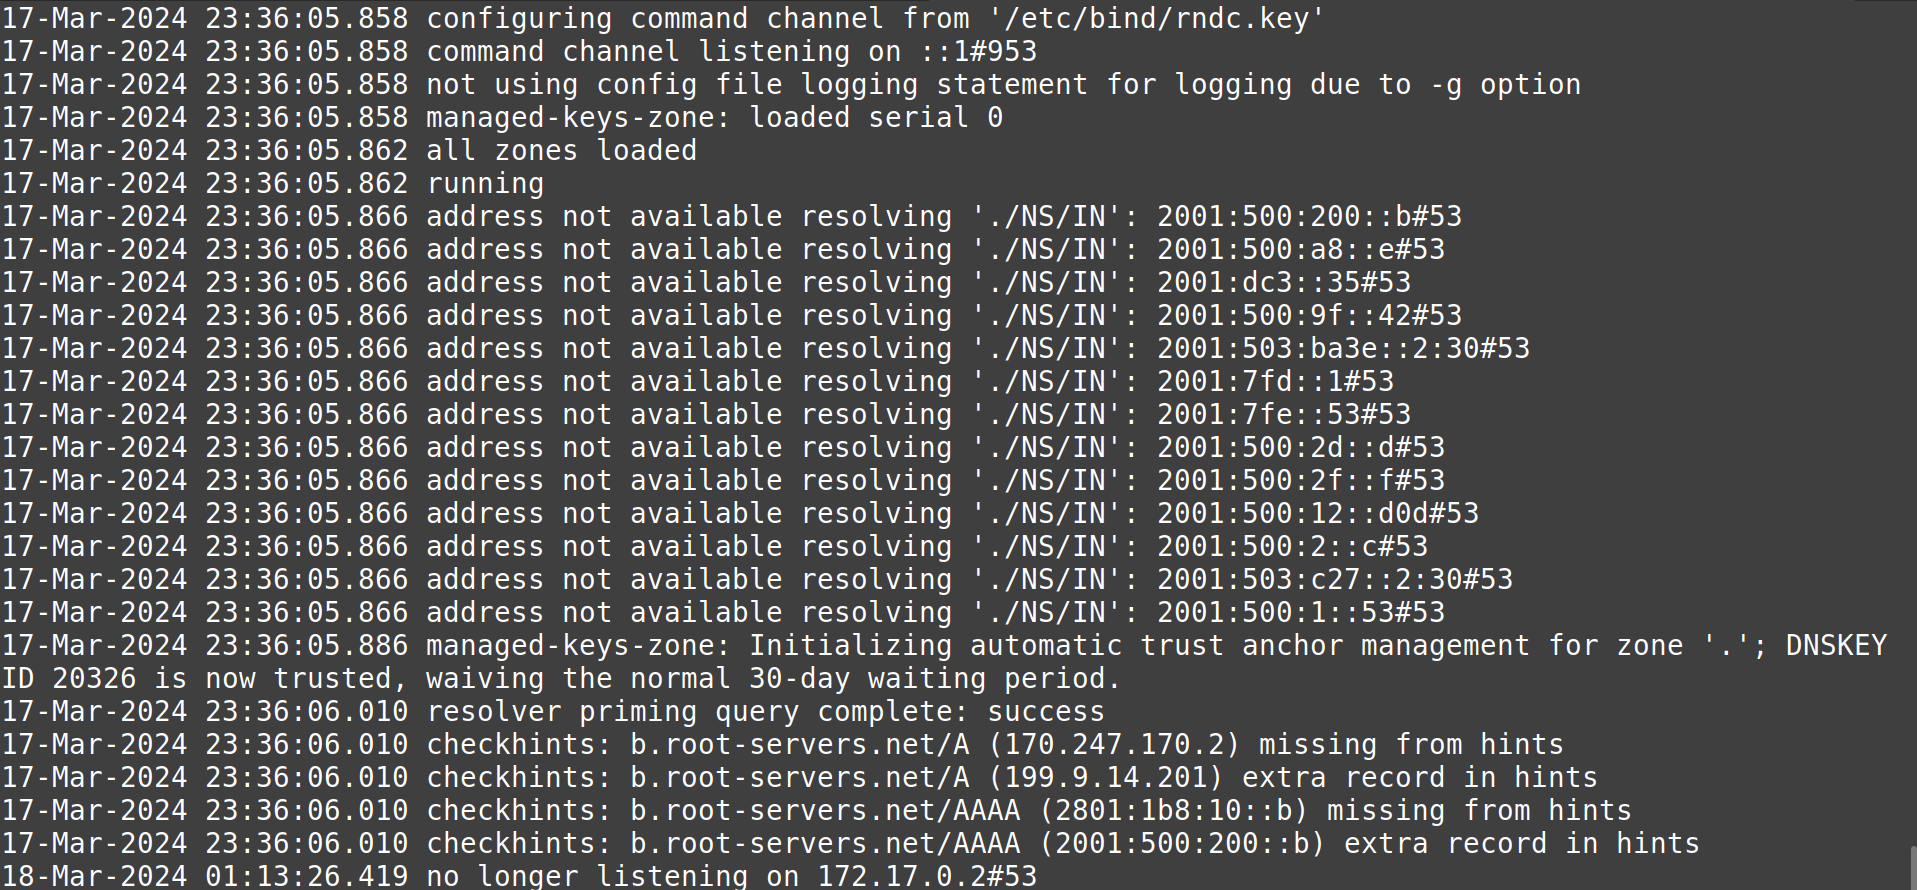 17-Mar-2024 23:36:05.858 configuring command channel from '/etc/bind/rndc.key'
17-Mar-2024 23:36:05.858 command channel listening on ::1#953
17-Mar-2024 23:36:05.858 not using config file logging statement for logging due to -g option
17-Mar-2024 23:36:05.858 managed-keys-zone: loaded serial 0
17-Mar-2024 23:36:05.862 all zones loaded
17-Mar-2024 23:36:05.862 running
17-Mar-2024 23:36:05.866 address not available resolving './NS/IN': 2001:500:200::b#53
17-Mar-2024 23:36:05.866 address not available resolving './NS/IN': 2001:500:a8::e#53
17-Mar-2024 23:36:05.866 address not available resolving './NS/IN': 2001:dc3::35#53
17-Mar-2024 23:36:05.866 address not available resolving './NS/IN': 2001:500:9f::42#53
17-Mar-2024 23:36:05.866 address not available resolving './NS/IN': 2001:503:ba3e::2:30#53
17-Mar-2024 23:36:05.866 address not available resolving './NS/IN': 2001:7fd::1#53
17-Mar-2024 23:36:05.866 address not available resolving './NS/IN': 2001:7fe::53#53
17-Mar-2024 23:36:05.866 address not available resolving './NS/IN': 2001:500:2d::d#53
17-Mar-2024 23:36:05.866 address not available resolving './NS/IN': 2001:500:2f::f#53
17-Mar-2024 23:36:05.866 address not available resolving './NS/IN': 2001:500:12::d0d#53
17-Mar-2024 23:36:05.866 address not available resolving './NS/IN': 2001:500:2::c#53
17-Mar-2024 23:36:05.866 address not available resolving './NS/IN': 2001:503:c27::2:30#53
17-Mar-2024 23:36:05.866 address not available resolving './NS/IN': 2001:500:1::53#53
17-Mar-2024 23:36:05.886 managed-keys-zone: Initializing automatic trust anchor management for zone '.'; DNSKEY
ID 20326 is now trusted, waiving the normal 30-day waiting period.
17-Mar-2024 23:36:06.010 resolver priming query complete: success
17-Mar-2024 23:36:06.010 checkhints: b.root-servers.net/A (170.247.170.2) missing from hints
17-Mar-2024 23:36:06.010 checkhints: b.root-servers.net/A (199.9.14.201) extra record in hints
17-Mar-2024 23:36:06.010 checkhints: b.root-servers.net/AAAA (2801:1b8:10::b) missing from hints
17-Mar-2024 23:36:06.010 checkhints: b.root-servers.net/AAAA (2001:500:200::b) extra record in hints
18-Mar-2024 01:13:26.419 no longer listening on 172.17.0.2#53